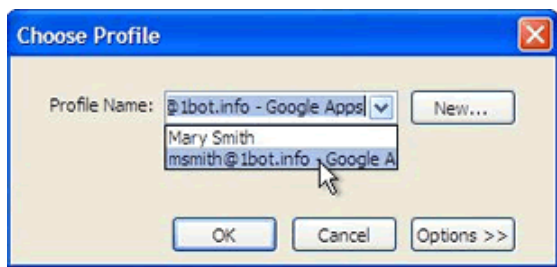 Choose Profile
Profile Name: @1bot.info - Google Apps New...
Mary Smith
msmith@1bot.info - Google A
OK Cancel Options >>